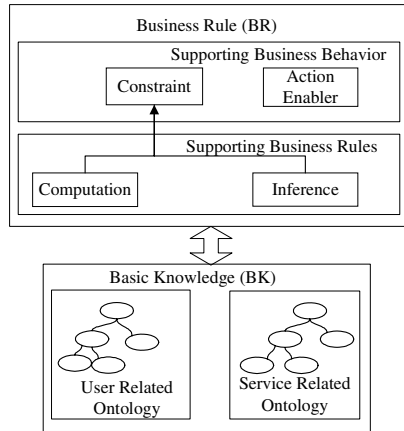 Business Rule (BR)
Supporting Business Behavior
Constraint
Action
Enabler
Supporting Business Rules
Computation
Inference
Basic Knowledge (BK)
User Related
Ontology
Service Related
Ontology